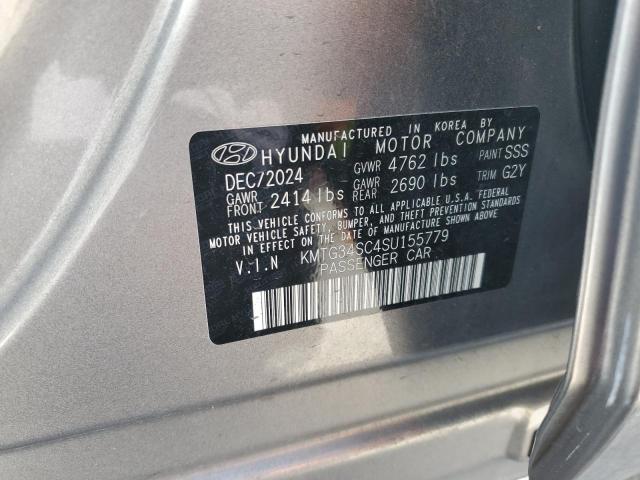 MANUFACTURED IN KOREA BY
HYUNDAI MOTOR COMPANY
DEC/2024 GVWR 4762 lbs PAINT SSS
GAWR FRONT 2414 lbs GAWR REAR 2690 lbs TRIM G2Y
THIS VEHICLE CONFORMS TO ALL APPLICABLE U.S.A. FEDERAL
MOTOR VEHICLE SAFETY, BUMPER, AND THEFT PREVENTION STANDARDS
IN EFFECT ON THE DATE OF MANUFACTURE SHOWN ABOVE.
V.I.N KMTG34SC4SU155779
PASSENGER CAR